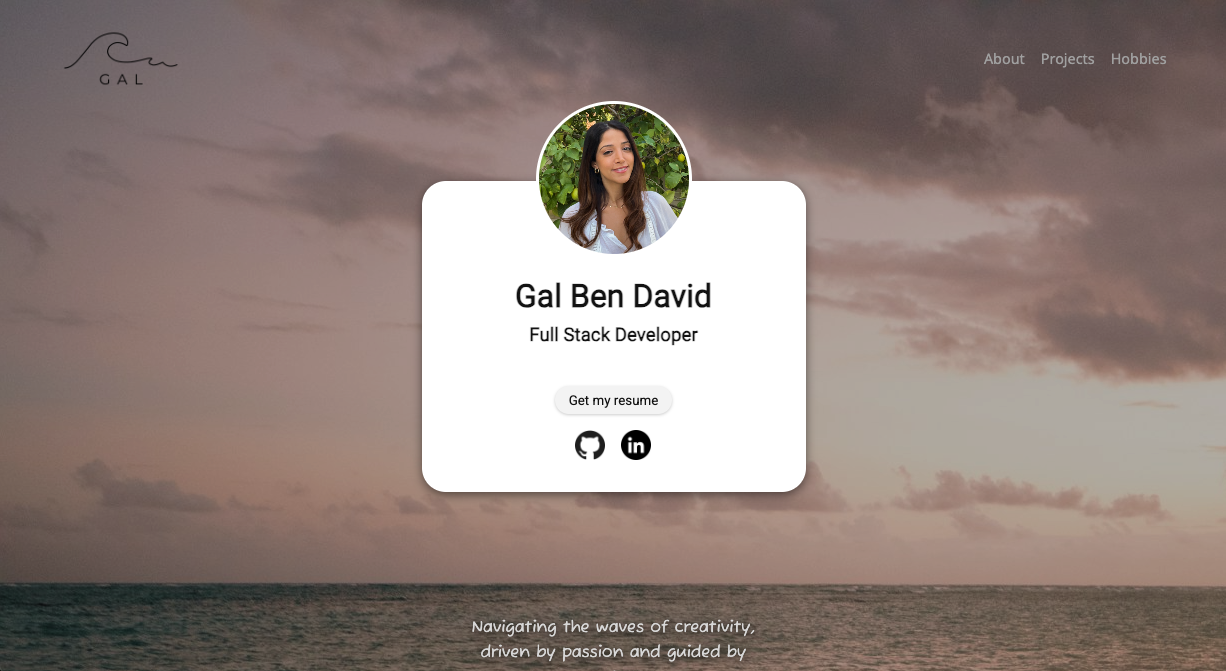 GAL
About Projects Hobbies
Gal Ben David
Full Stack Developer
Get my resume
in
Navigating the waves of creativity,
driven by passion and guided by